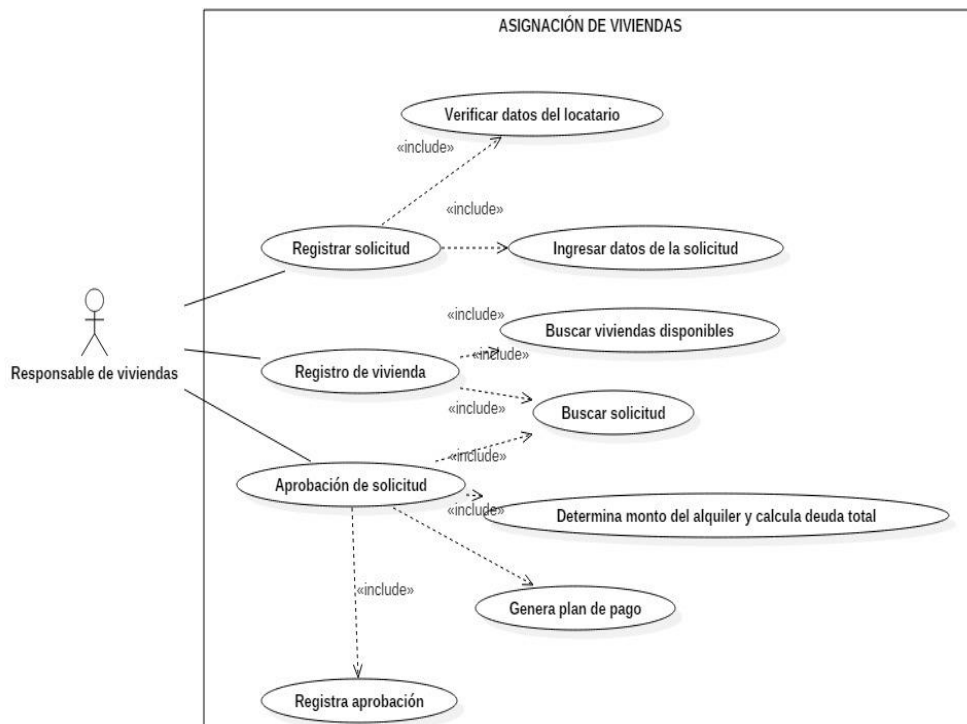 ASIGNACIÓN DE VIVIENDAS
Verificar datos del locatario
«include»
«include»
Registrar solicitud
Ingresar datos de la solicitud
«include»
Buscar viviendas disponibles
«include»
Responsable de viviendas
Registro de vivienda
«include»
Buscar solicitud
«include»
Aprobación de solicitud
«include»
Determina monto del alquiler y calcula deuda total
«include»
Genera plan de pago
Registra aprobación